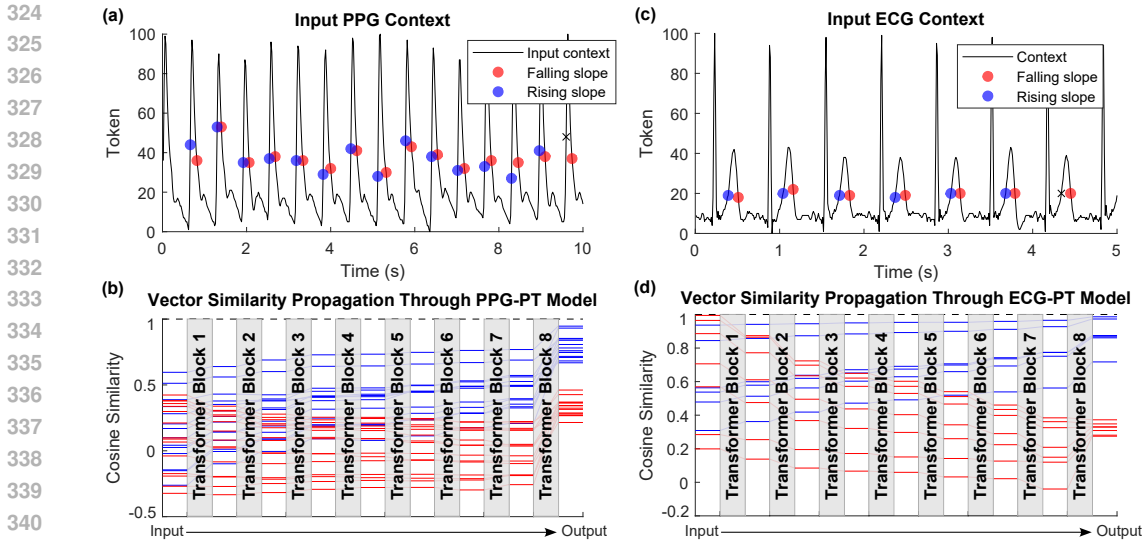 324
325
326
327
328
329
330
331
332
333
334
335
336
337
338
339
340
(a)
Input PPG Context
100
80
60
40
20
0
Token
Input context
Falling slope
Rising slope
0 2 4 6 8 10
Time (s)
(c)
Input ECG Context
100
80
60
40
20
0
Token
Context
Falling slope
Rising slope
0 1 2 3 4 5
Time (s)
(b)
Vector Similarity Propagation Through PPG-PT Model
1
0.5
0
-0.5
Cosine Similarity
Transformer Block 1
Transformer Block 2
Transformer Block 3
Transformer Block 4
Transformer Block 5
Transformer Block 6
Transformer Block 7
Transformer Block 8
Input Output
(d)
Vector Similarity Propagation Through ECG-PT Model
1
0.8
0.6
0.4
0.2
0
-0.2
Cosine Similarity
Transformer Block 1
Transformer Block 2
Transformer Block 3
Transformer Block 4
Transformer Block 5
Transformer Block 6
Transformer Block 7
Transformer Block 8
Input Output